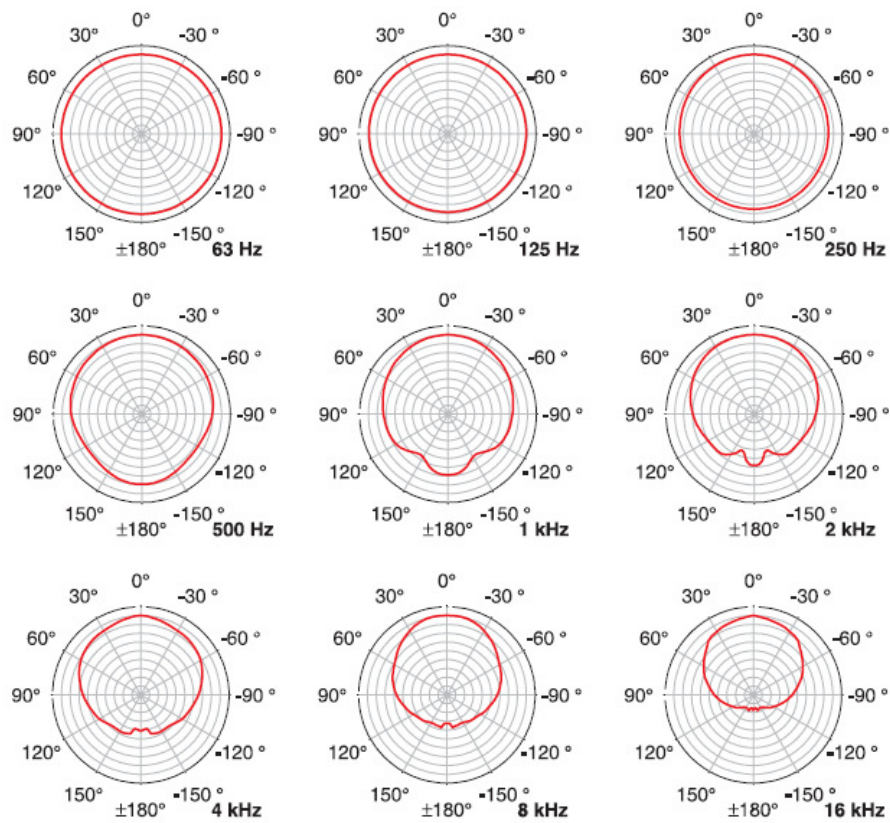 0° 0° 0°
30° -30 ° 30° -30 ° 30° -30 °
60° -60 ° 60° -60 ° 60° -60 °
90° -90 ° 90° -90 ° 90° -90 °
120° -120 ° 120° -120 ° 120° -120 °
150° -150 ° 150° -150 ° 150° -150 °
±180° 63 Hz ±180° 125 Hz ±180° 250 Hz
0° 0° 0°
30° -30 ° 30° -30 ° 30° -30 °
60° -60 ° 60° -60 ° 60° -60 °
90° -90 ° 90° -90 ° 90° -90 °
120° -120 ° 120° -120 ° 120° -120 °
150° -150 ° 150° -150 ° 150° -150 °
±180° 500 Hz ±180° 1 kHz ±180° 2 kHz
0° 0° 0°
30° -30 ° 30° -30 ° 30° -30 °
60° -60 ° 60° -60 ° 60° -60 °
90° -90 ° 90° -90 ° 90° -90 °
120° -120 ° 120° -120 ° 120° -120 °
150° -150 ° 150° -150 ° 150° -150 °
±180° 4 kHz ±180° 8 kHz ±180° 16 kHz